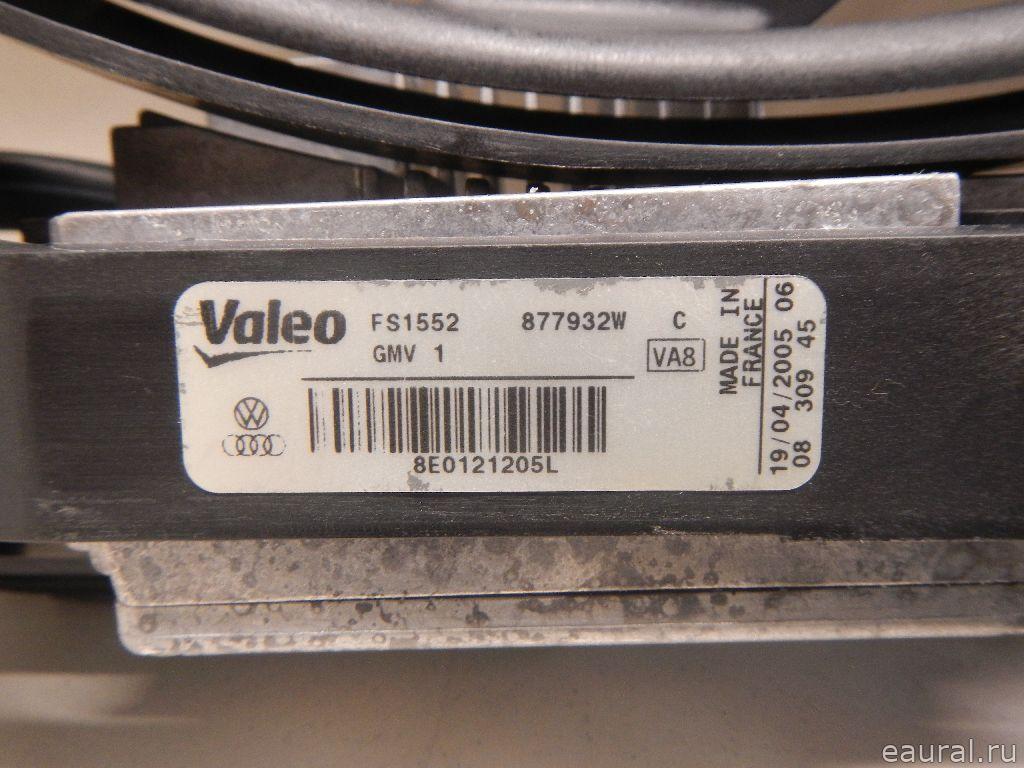 Valeo FS1552 877932W C
GMV 1 VA8
8E0121205L
MADE IN
FRANCE
19/04/2005 06
08 309 45
eaural.ru